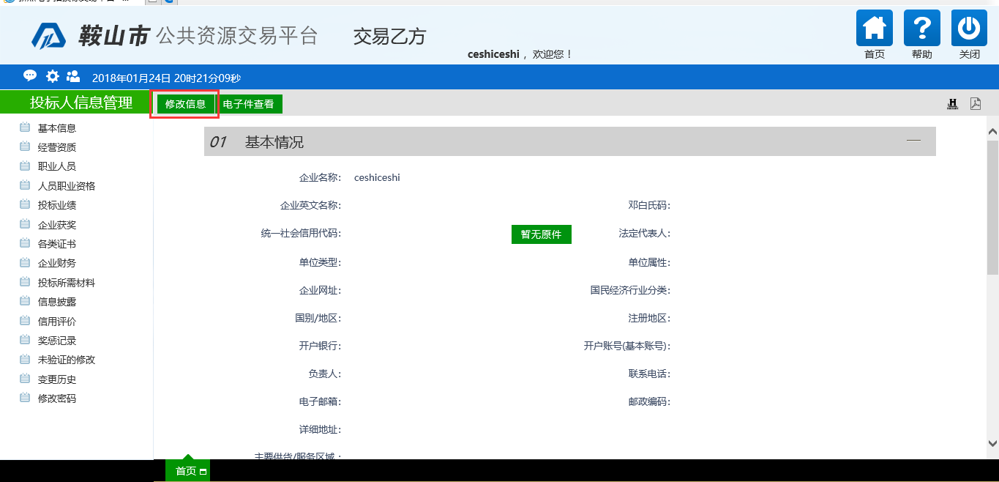 鞍山市 公共资源交易平台 交易乙方
ceshiceshi ，欢迎您！
首页 帮助 关闭
2018年01月24日 20时21分09秒
投标人信息管理
修改信息 电子件查看
基本信息
经营资质
职业人员
人员职业资格
投标业绩
企业获奖
各类证书
企业财务
投标所需材料
信息披露
信用评价
奖惩记录
未验证的修改
变更历史
修改密码
01 基本情况
企业名称: ceshiceshi
企业英文名称: 邓白氏码:
统一社会信用代码: 暂无原件 法定代表人:
单位类型: 单位属性:
企业网址: 国民经济行业分类:
国别/地区: 注册地区:
开户银行: 开户账号(基本账号):
负责人: 联系电话:
电子邮箱: 邮政编码:
详细地址:
主要供货/服务区域:
首页